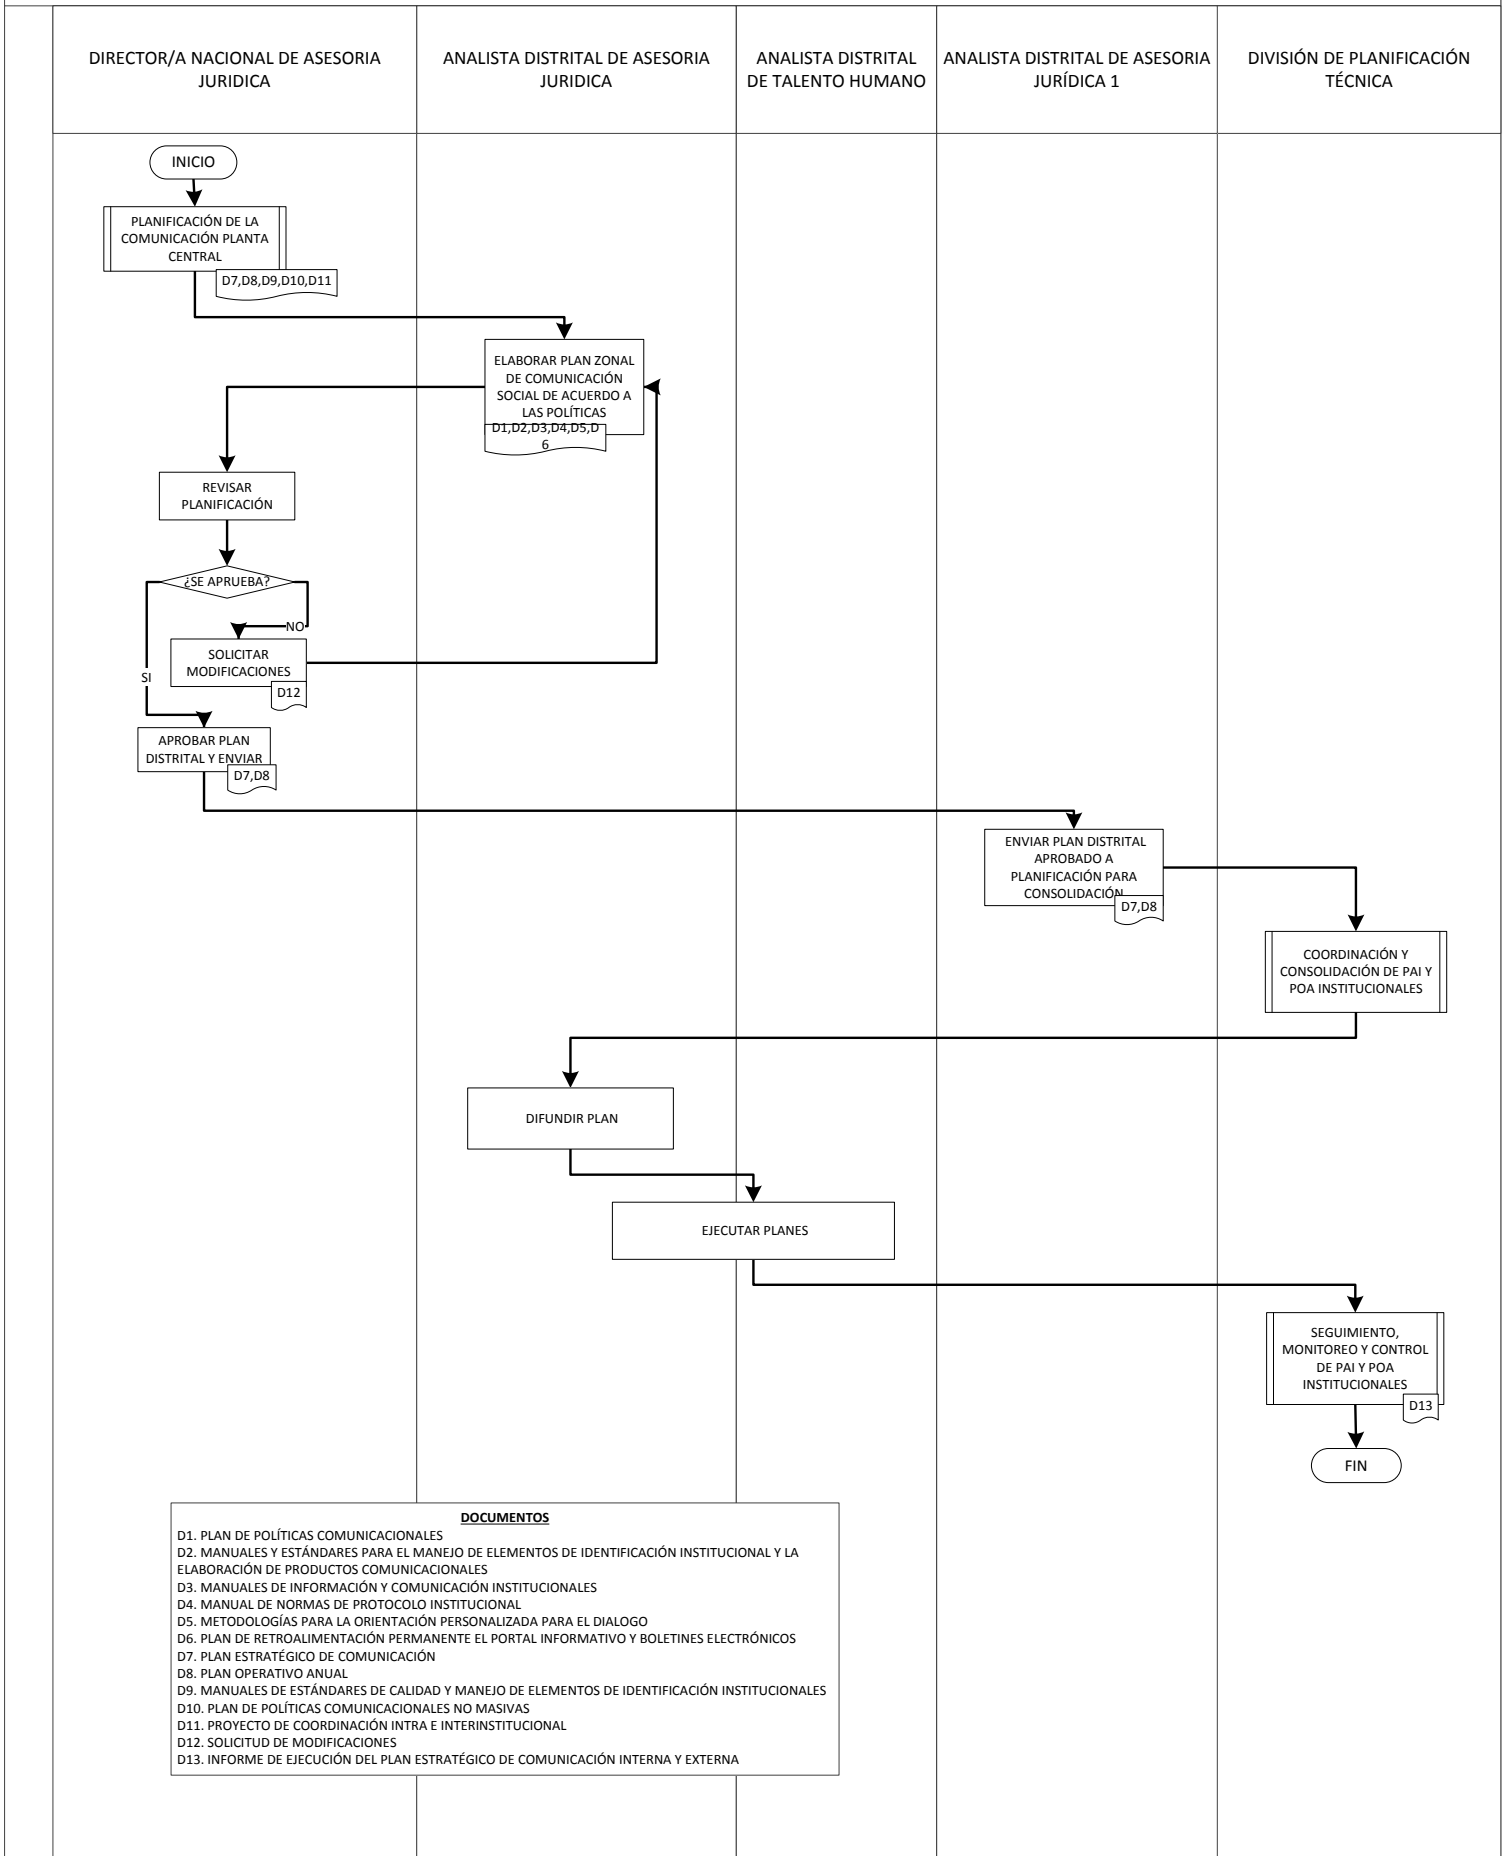 DIRECTOR/A NACIONAL DE ASESORIA
JURIDICA
ANALISTA DISTRITAL DE ASESORIA
JURIDICA
ANALISTA DISTRITAL
DE TALENTO HUMANO
ANALISTA DISTRITAL DE ASESORIA
JURÍDICA 1
DIVISIÓN DE PLANIFICACIÓN
TÉCNICA
INICIO
PLANIFICACIÓN DE LA
COMUNICACIÓN PLANTA
CENTRAL
D7,D8,D9,D10,D11
ELABORAR PLAN ZONAL
DE COMUNICACIÓN
SOCIAL DE ACUERDO A
LAS POLÍTICAS
D1,D2,D3,D4,D5,D
6
REVISAR
PLANIFICACIÓN
¿SE APRUEBA?
NO
SOLICITAR
MODIFICACIONES
D12
SI
APROBAR PLAN
DISTRITAL Y ENVIAR
D7,D8
ENVIAR PLAN DISTRITAL
APROBADO A
PLANIFICACIÓN PARA
CONSOLIDACIÓN
D7,D8
COORDINACIÓN Y
CONSOLIDACIÓN DE PAI Y
POA INSTITUCIONALES
DIFUNDIR PLAN
EJECUTAR PLANES
SEGUIMIENTO,
MONITOREO Y CONTROL
DE PAI Y POA
INSTITUCIONALES
D13
FIN
DOCUMENTOS
D1. PLAN DE POLÍTICAS COMUNICACIONALES
D2. MANUALES Y ESTÁNDARES PARA EL MANEJO DE ELEMENTOS DE IDENTIFICACIÓN INSTITUCIONAL Y LA
ELABORACIÓN DE PRODUCTOS COMUNICACIONALES
D3. MANUALES DE INFORMACIÓN Y COMUNICACIÓN INSTITUCIONALES
D4. MANUAL DE NORMAS DE PROTOCOLO INSTITUCIONAL
D5. METODOLOGÍAS PARA LA ORIENTACIÓN PERSONALIZADA PARA EL DIALOGO
D6. PLAN DE RETROALIMENTACIÓN PERMANENTE EL PORTAL INFORMATIVO Y BOLETINES ELECTRÓNICOS
D7. PLAN ESTRATÉGICO DE COMUNICACIÓN
D8. PLAN OPERATIVO ANUAL
D9. MANUALES DE ESTÁNDARES DE CALIDAD Y MANEJO DE ELEMENTOS DE IDENTIFICACIÓN INSTITUCIONALES
D10. PLAN DE POLÍTICAS COMUNICACIONALES NO MASIVAS
D11. PROYECTO DE COORDINACIÓN INTRA E INTERINSTITUCIONAL
D12. SOLICITUD DE MODIFICACIONES
D13. INFORME DE EJECUCIÓN DEL PLAN ESTRATÉGICO DE COMUNICACIÓN INTERNA Y EXTERNA